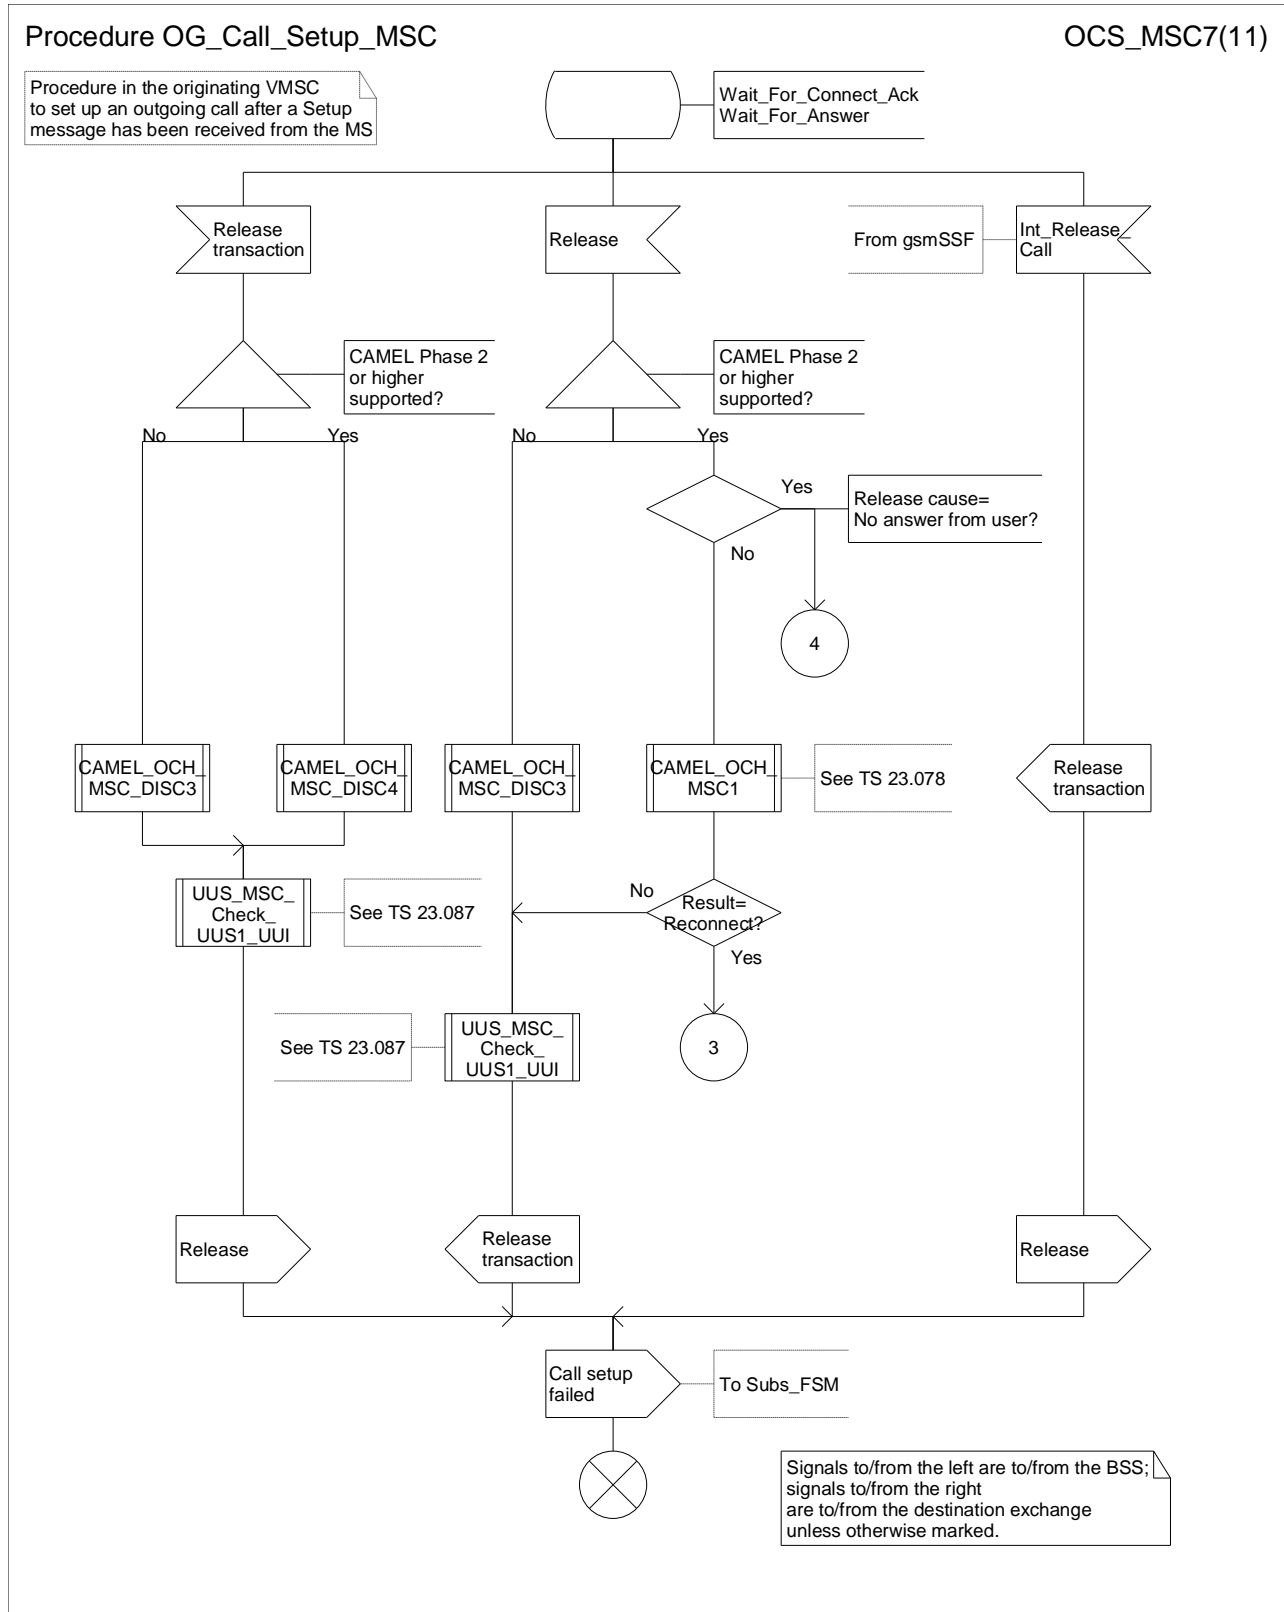 Procedure OG_Call_Setup_MSC
OCS_MSC7(11)
Procedure in the originating VMSC
to set up an outgoing call after a Setup
message has been received from the MS
Wait_For_Connect_Ack
Wait_For_Answer
Release
transaction
Release
From gsmSSF
Int_Release_
Call
CAMEL Phase 2
or higher
supported?
CAMEL Phase 2
or higher
supported?
No
Yes
No
Yes
Yes
Release cause=
No answer from user?
No
4
CAMEL_OCH_
MSC_DISC3
CAMEL_OCH_
MSC_DISC4
CAMEL_OCH_
MSC_DISC3
CAMEL_OCH_
MSC1
See TS 23.078
Release
transaction
UUS_MSC_
Check_
UUS1_UUI
See TS 23.087
No
Result=
Reconnect?
Yes
See TS 23.087
UUS_MSC_
Check_
UUS1_UUI
3
Release
Release
transaction
Release
Call setup
failed
To Subs_FSM
Signals to/from the left are to/from the BSS;
signals to/from the right
are to/from the destination exchange
unless otherwise marked.